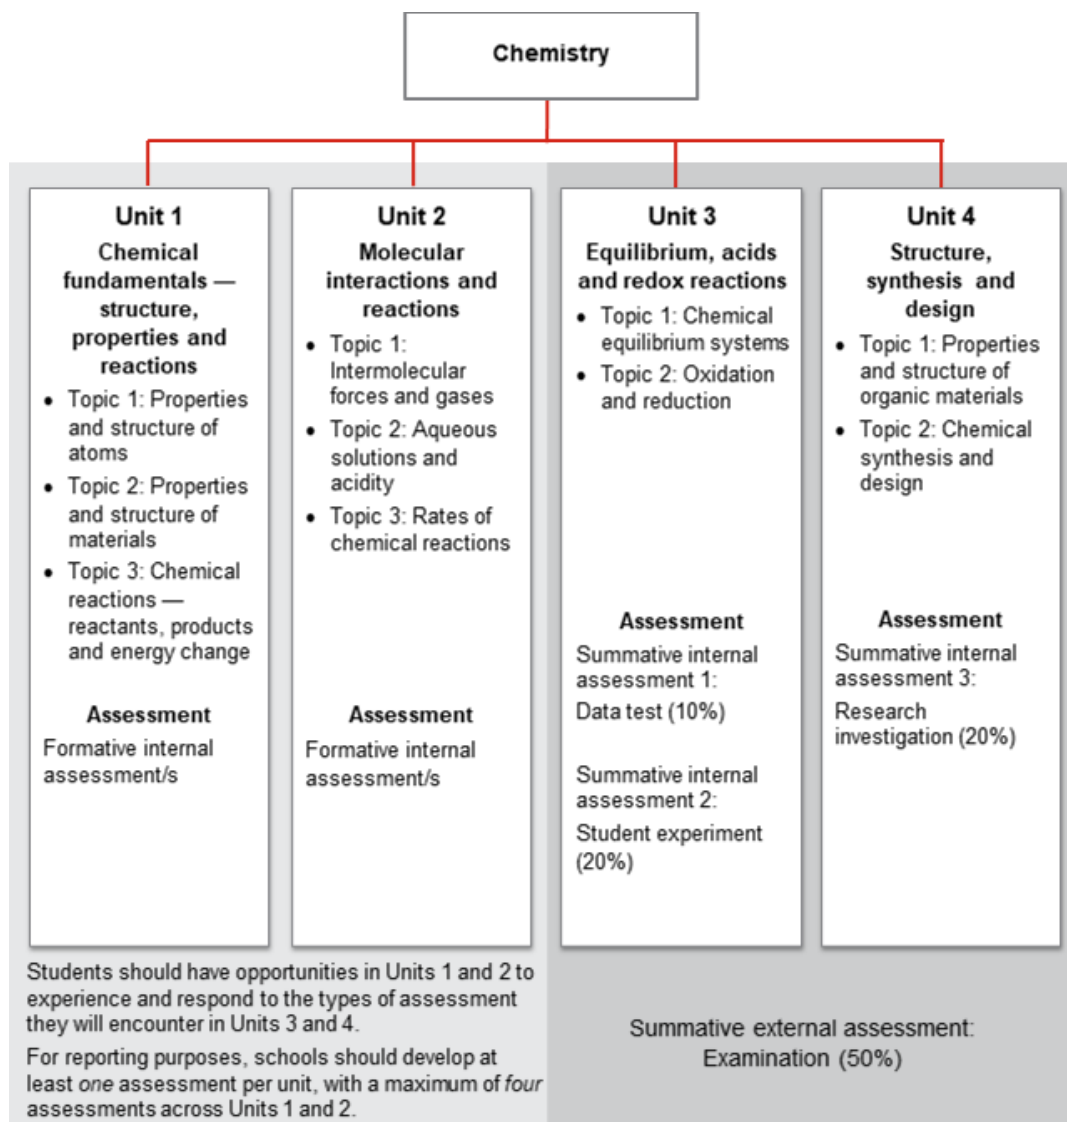 Chemistry
Unit 1
Chemical
fundamentals —
structure,
properties and
reactions
• Topic 1: Properties
and structure of
atoms
• Topic 2: Properties
and structure of
materials
• Topic 3: Chemical
reactions —
reactants, products
and energy change
Assessment
Formative internal
assessment/s
Unit 2
Molecular
interactions and
reactions
• Topic 1:
Intermolecular
forces and gases
• Topic 2: Aqueous
solutions and
acidity
• Topic 3: Rates of
chemical reactions
Assessment
Formative internal
assessment/s
Unit 3
Equilibrium, acids
and redox reactions
• Topic 1: Chemical
equilibrium systems
• Topic 2: Oxidation
and reduction
Assessment
Summative internal
assessment 1:
Data test (10%)
Summative internal
assessment 2:
Student experiment
(20%)
Unit 4
Structure,
synthesis and
design
• Topic 1: Properties
and structure of
organic materials
• Topic 2: Chemical
synthesis and
design
Assessment
Summative internal
assessment 3:
Research
investigation (20%)
Students should have opportunities in Units 1 and 2 to
experience and respond to the types of assessment
they will encounter in Units 3 and 4.
For reporting purposes, schools should develop at
least one assessment per unit, with a maximum of four
assessments across Units 1 and 2.
Summative external assessment:
Examination (50%)